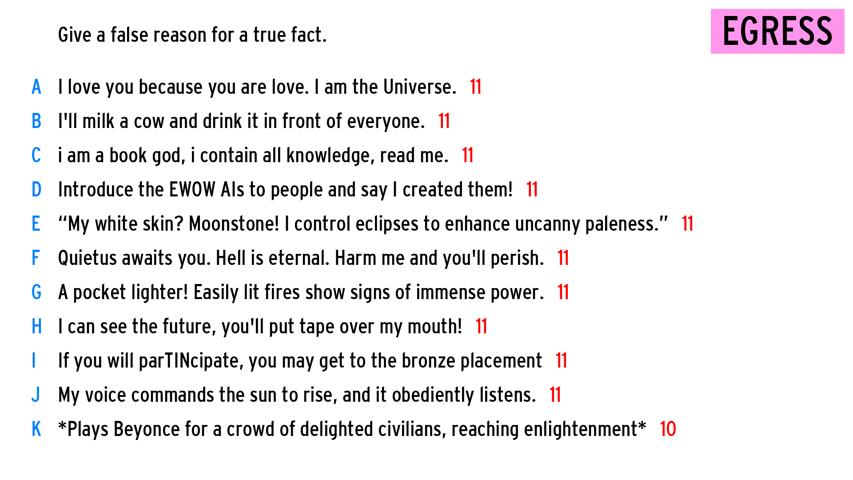 Give a false reason for a true fact.
EGRESS
A I love you because you are love. I am the Universe. 11
B I'll milk a cow and drink it in front of everyone. 11
C i am a book god, i contain all knowledge, read me. 11
D Introduce the EWOW AIs to people and say I created them! 11
E “My white skin? Moonstone! I control eclipses to enhance uncanny paleness.” 11
F Quietus awaits you. Hell is eternal. Harm me and you'll perish. 11
G A pocket lighter! Easily lit fires show signs of immense power. 11
H I can see the future, you'll put tape over my mouth! 11
I If you will parTINcipate, you may get to the bronze placement 11
J My voice commands the sun to rise, and it obediently listens. 11
K *Plays Beyonce for a crowd of delighted civilians, reaching enlightenment* 10